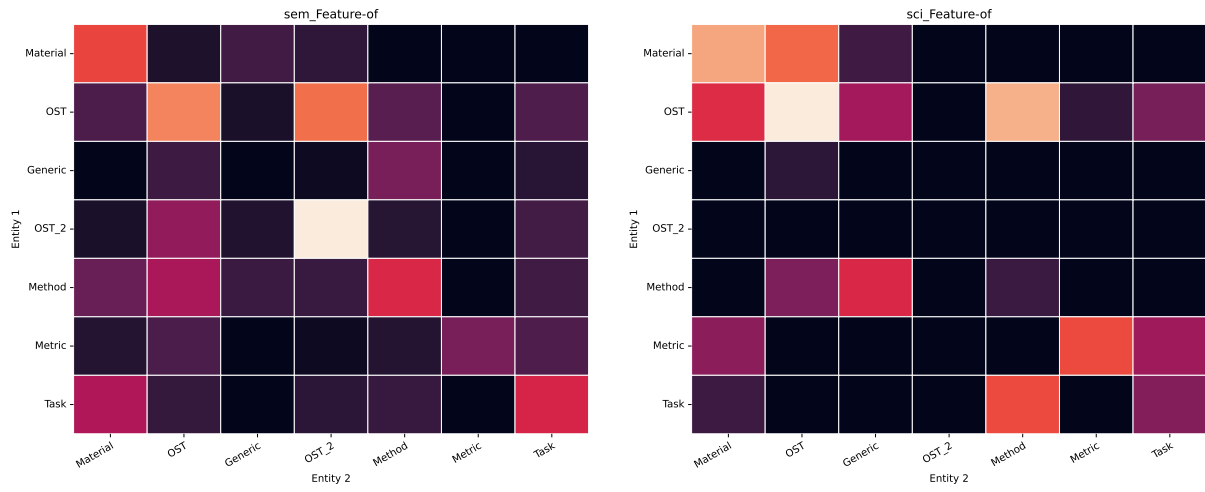 sem_Feature-of
Material
OST
Generic
OST_2
Method
Metric
Task
Entity 1
Material
OST
Generic
OST_2
Method
Metric
Task
Entity 2
sci_Feature-of
Material
OST
Generic
OST_2
Method
Metric
Task
Entity 1
Material
OST
Generic
OST_2
Method
Metric
Task
Entity 2